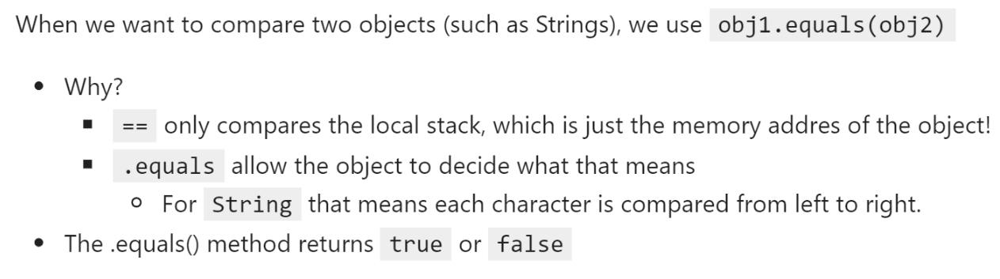 When we want to compare two objects (such as Strings), we use obj1.equals(obj2)
• Why?
▪ == only compares the local stack, which is just the memory addres of the object!
▪ .equals allow the object to decide what that means
○ For String that means each character is compared from left to right.
• The .equals() method returns true or false